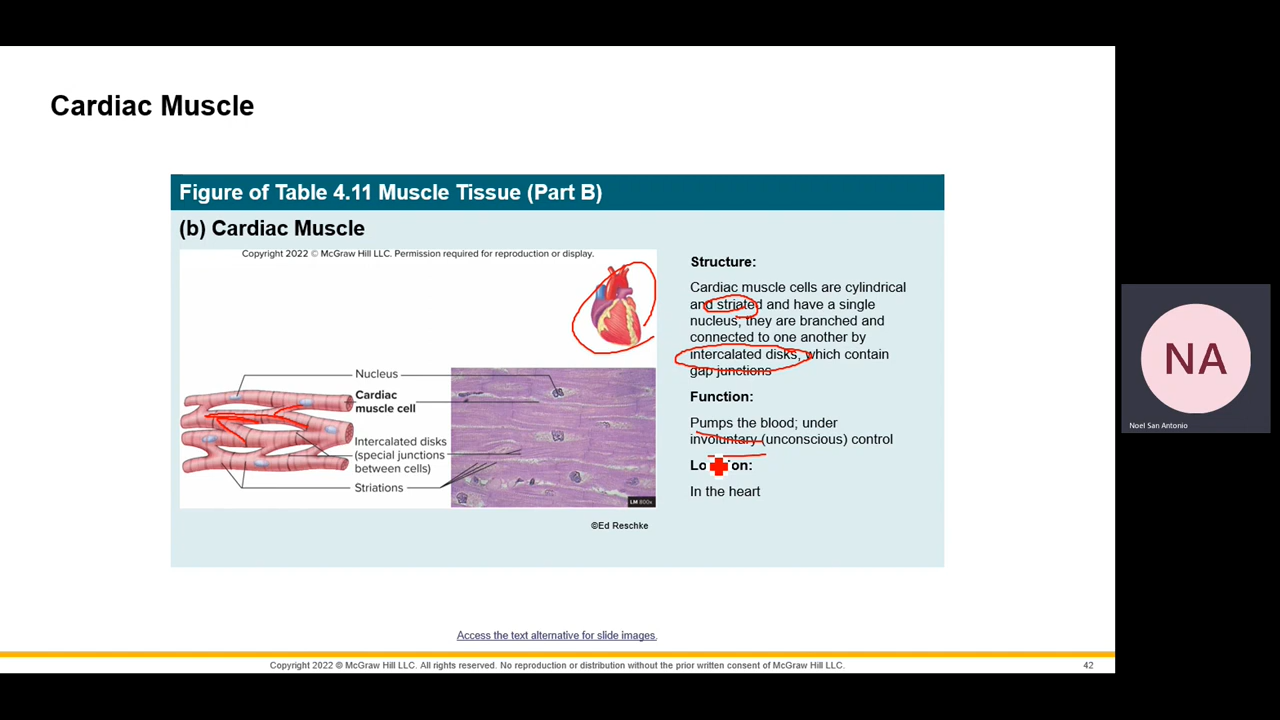 Cardiac Muscle
Figure of Table 4.11 Muscle Tissue (Part B)
(b) Cardiac Muscle
Copyright 2022 © McGraw Hill LLC. Permission required for reproduction or display.
Nucleus
Cardiac
muscle cell
Intercalated disks
(special junctions
between cells)
Striations
LM 800x
©Ed Reschke
Structure:
Cardiac muscle cells are cylindrical
and striated and have a single
nucleus; they are branched and
connected to one another by
intercalated disks, which contain
gap junctions
Function:
Pumps the blood; under
involuntary (unconscious) control
Location:
In the heart
NA
Noel San Antonio
Access the text alternative for slide images.
Copyright 2022 © McGraw Hill LLC. All rights reserved. No reproduction or distribution without the prior written consent of McGraw Hill LLC.
42